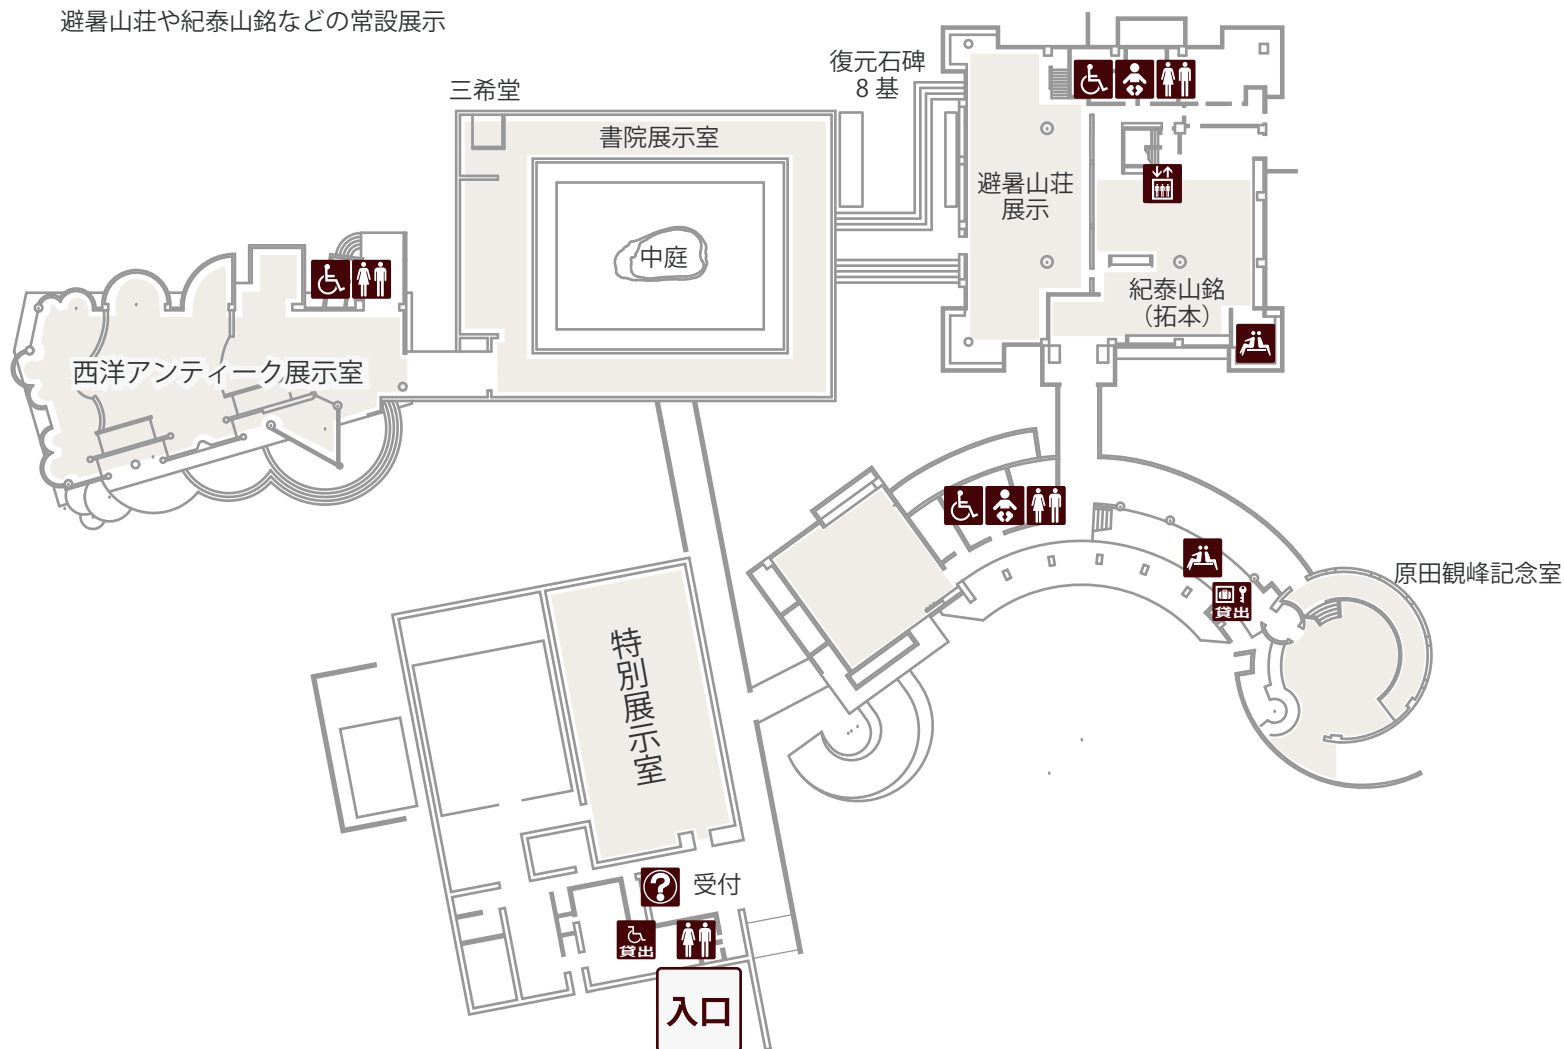 避暑山荘や紀泰山銘などの常設展示
三希堂
復元石碑
8 基
書院展示室
避暑山荘
展示
中庭
紀泰山銘
（拓本）
西洋アンティーク展示室
原田観峰記念室
貸出
特別展示室
受付
貸出
入口